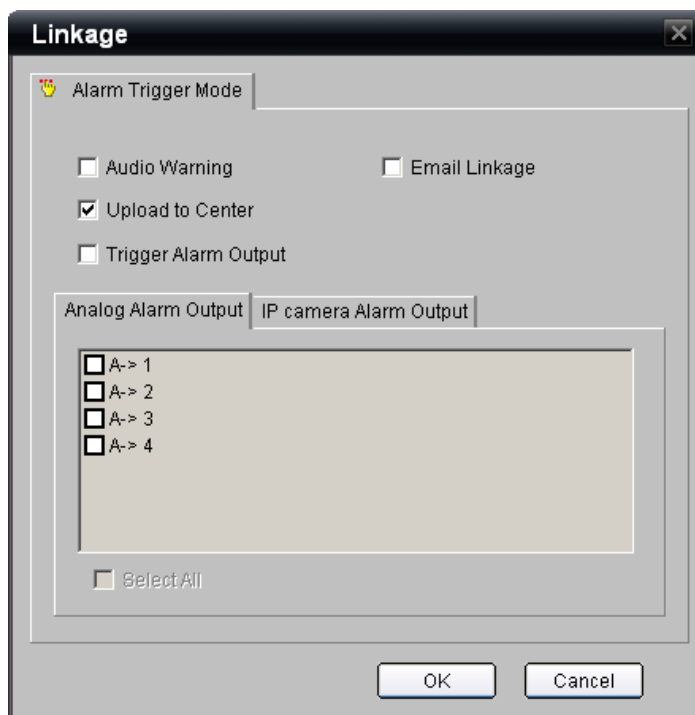 Linkage
Alarm Trigger Mode
Audio Warning Email Linkage
Upload to Center
Trigger Alarm Output
Analog Alarm Output IP camera Alarm Output
A-> 1
A-> 2
A-> 3
A-> 4
Select All
OK Cancel